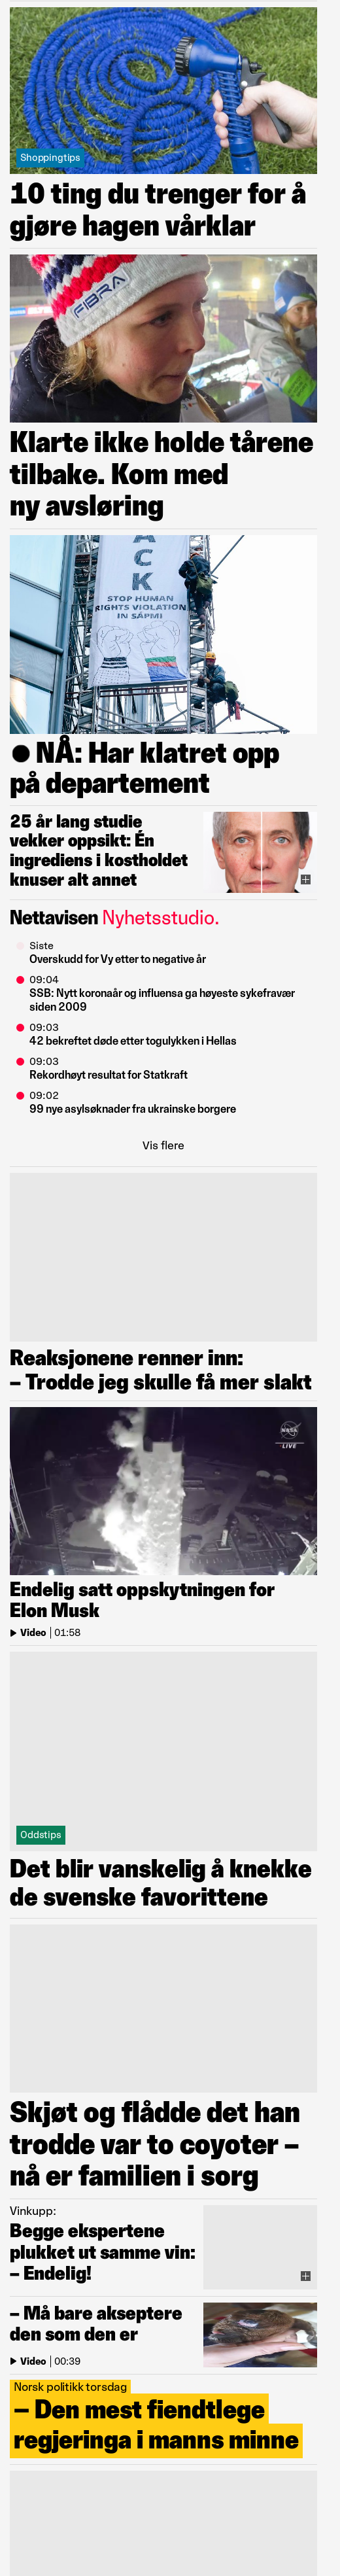 Shoppingtips
10 ting du trenger for å
gjøre hagen vårklar
FIBRA
Klarte ikke holde tårene
tilbake. Kom med
ny avsløring
ACK
STOP HUMAN
RIGHTS VIOLATION
IN SÁPMI
● NÅ: Har klatret opp
på departement
25 år lang studie
vekker oppsikt: Én
ingrediens i kostholdet
knuser alt annet
Nettavisen Nyhetsstudio.
Siste
Overskudd for Vy etter to negative år
09:04
SSB: Nytt koronaår og influensa ga høyeste sykefravær
siden 2009
09:03
42 bekreftet døde etter togulykken i Hellas
09:03
Rekordhøyt resultat for Statkraft
09:02
99 nye asylsøknader fra ukrainske borgere
Vis flere
Reaksjonene renner inn:
– Trodde jeg skulle få mer slakt
NASA
LIVE
Endelig satt oppskytningen for
Elon Musk
Video | 01:58
Oddstips
Det blir vanskelig å knekke
de svenske favorittene
Skjøt og flådde det han
trodde var to coyoter –
nå er familien i sorg
Vinkupp:
Begge ekspertene
plukket ut samme vin:
– Endelig!
– Må bare akseptere
den som den er
Video | 00:39
Norsk politikk torsdag
– Den mest fiendtlege
regjeringa i manns minne